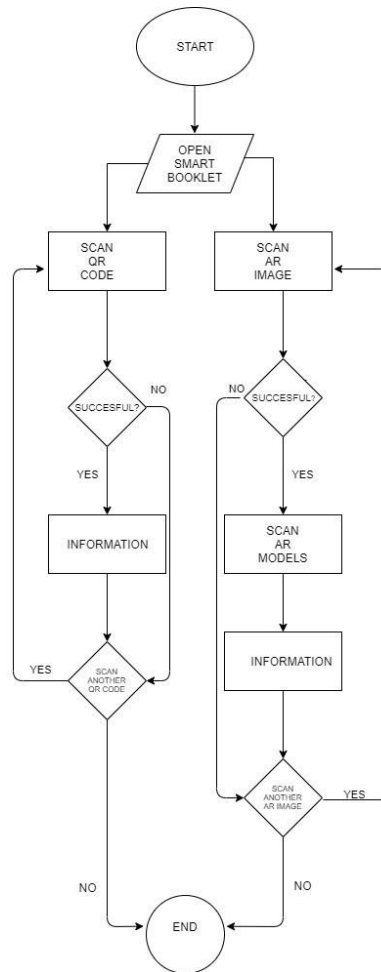 START
OPEN
SMART
BOOKLET
SCAN
QR
CODE
SCAN
AR
IMAGE
SUCCESFUL?
NO
NO
SUCCESFUL?
YES
YES
INFORMATION
SCAN
AR
MODELS
INFORMATION
YES
SCAN
ANOTHER
QR CODE
SCAN
ANOTHER
AR IMAGE
YES
NO
NO
END